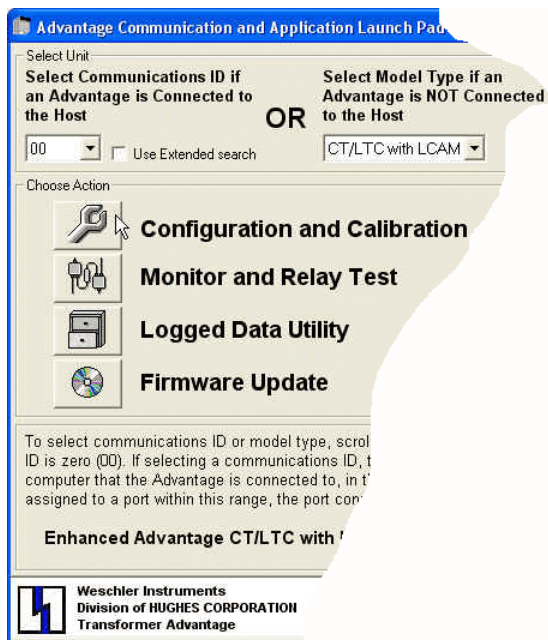 Advantage Communication and Application Launch Pad
Select Unit
Select Communications ID if
an Advantage is Connected to
the Host
OR
Select Model Type if an
Advantage is NOT Connected
to the Host
00
Use Extended search
CT/LTC with LCAM
Choose Action
Configuration and Calibration
Monitor and Relay Test
Logged Data Utility
Firmware Update
To select communications ID or model type, scrol
ID is zero (00). If selecting a communications ID, t
computer that the Advantage is connected to, in t
assigned to a port within this range, the port con
Enhanced Advantage CT/LTC with
Weschler Instruments
Division of HUGHES CORPORATION
Transformer Advantage